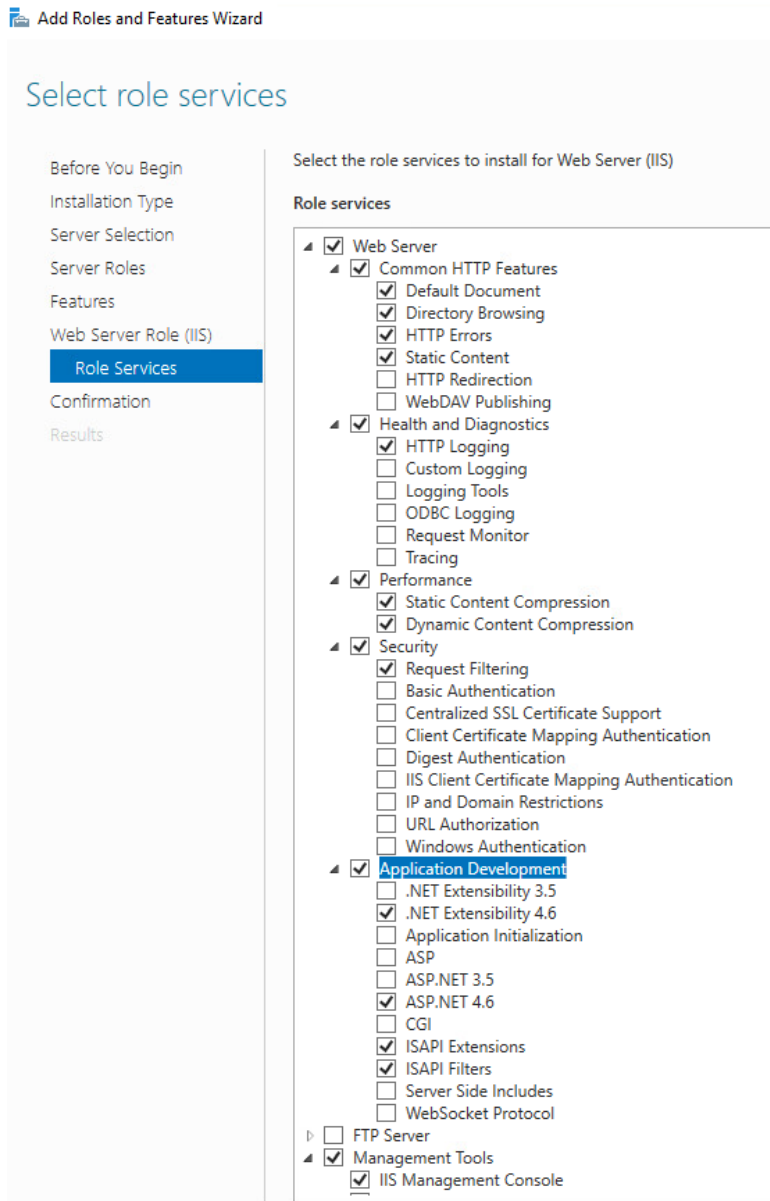 Add Roles and Features Wizard
Select role services
Before You Begin
Installation Type
Server Selection
Server Roles
Features
Web Server Role (IIS)
Role Services
Confirmation
Results
Select the role services to install for Web Server (IIS)
Role services
Web Server
Common HTTP Features
Default Document
Directory Browsing
HTTP Errors
Static Content
HTTP Redirection
WebDAV Publishing
Health and Diagnostics
HTTP Logging
Custom Logging
Logging Tools
ODBC Logging
Request Monitor
Tracing
Performance
Static Content Compression
Dynamic Content Compression
Security
Request Filtering
Basic Authentication
Centralized SSL Certificate Support
Client Certificate Mapping Authentication
Digest Authentication
IIS Client Certificate Mapping Authentication
IP and Domain Restrictions
URL Authorization
Windows Authentication
Application Development
.NET Extensibility 3.5
.NET Extensibility 4.6
Application Initialization
ASP
ASP.NET 3.5
ASP.NET 4.6
CGI
ISAPI Extensions
ISAPI Filters
Server Side Includes
WebSocket Protocol
FTP Server
Management Tools
IIS Management Console